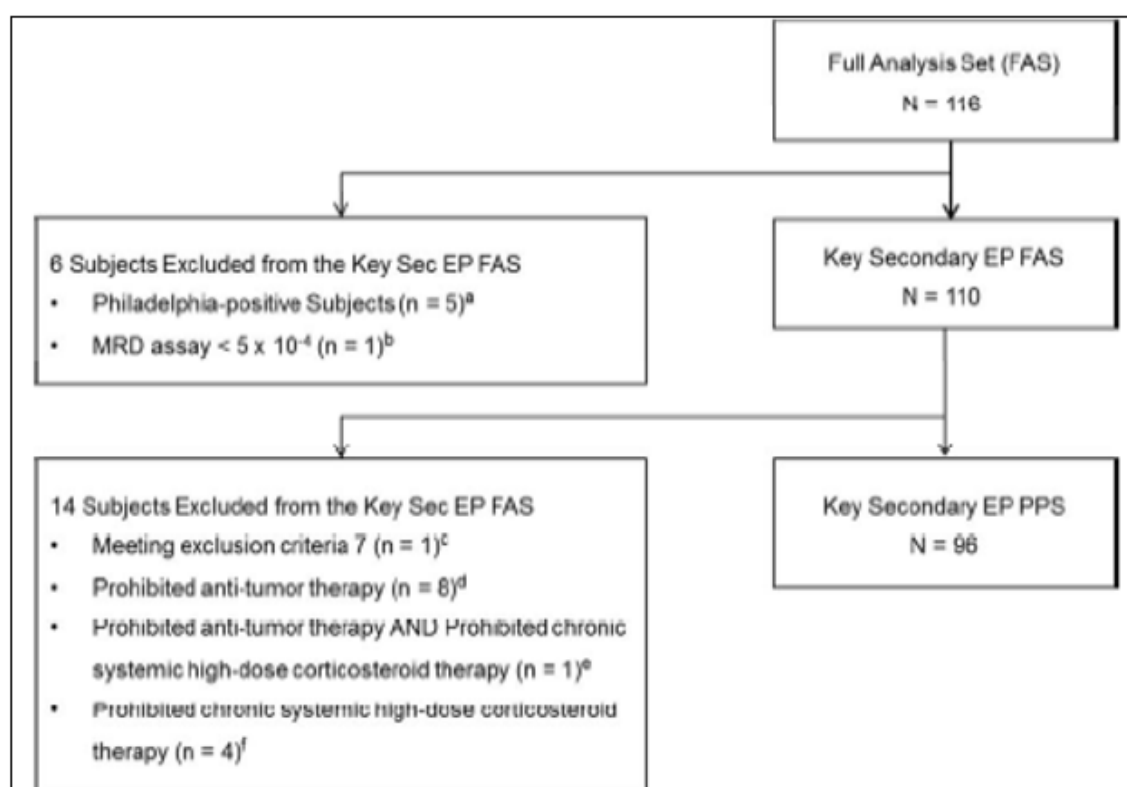 Full Analysis Set (FAS)
N = 116
6 Subjects Excluded from the Key Sec EP FAS
• Philadelphia-positive Subjects (n = 5)ᵃ
• MRD assay < 5 x 10⁻⁴ (n = 1)ᵇ
Key Secondary EP FAS
N = 110
14 Subjects Excluded from the Key Sec EP FAS
• Meeting exclusion criteria 7 (n = 1)ᶜ
• Prohibited anti-tumor therapy (n = 8)ᵈ
• Prohibited anti-tumor therapy AND Prohibited chronic
systemic high-dose corticosteroid therapy (n = 1)ᵉ
• Prohibited chronic systemic high-dose corticosteroid
therapy (n = 4)ᶠ
Key Secondary EP PPS
N = 96